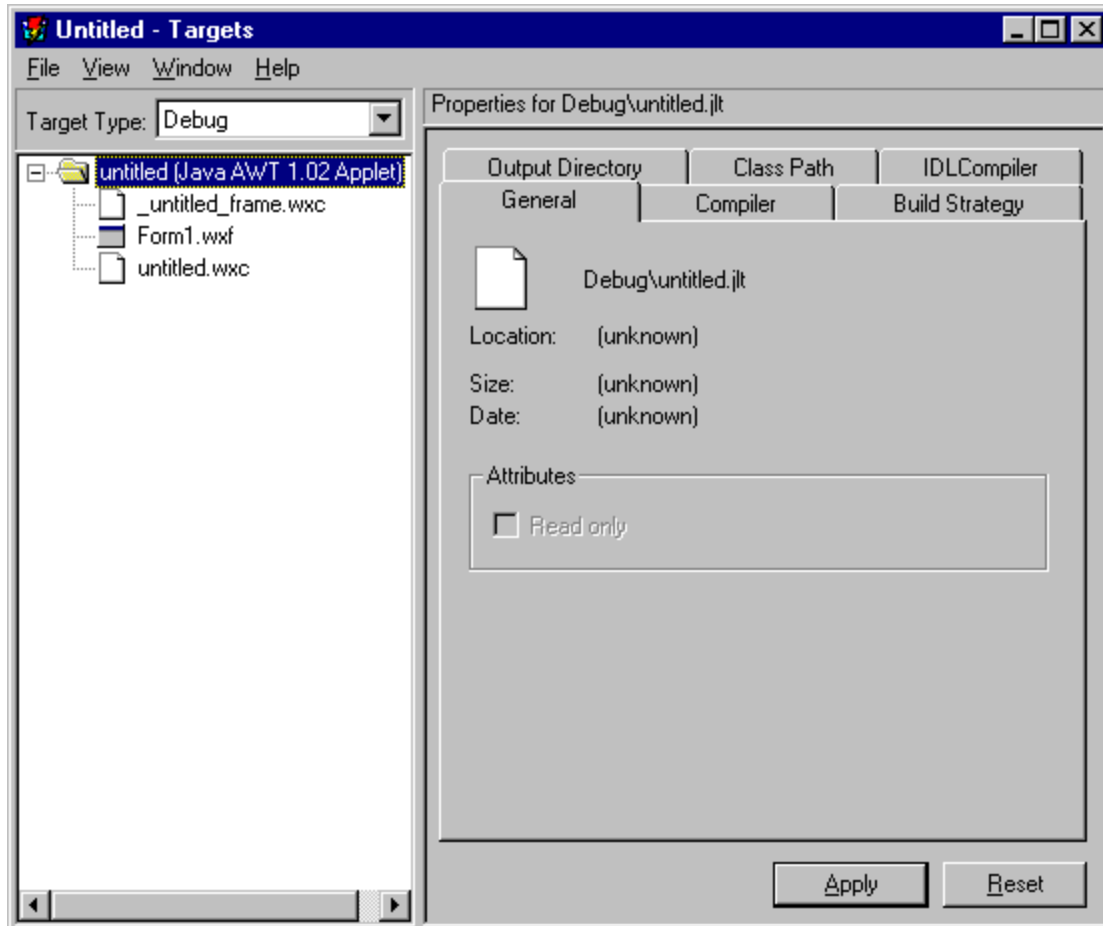 Untitled - Targets
File View Window Help
Target Type: Debug
untitled (Java AWT 1.02 Applet)
_untitled_frame.wxc
Form1.wxf
untitled.wxc
Properties for Debug\untitled.jlt
Output Directory Class Path IDLCompiler
General Compiler Build Strategy
Debug\untitled.jlt
Location: (unknown)
Size: (unknown)
Date: (unknown)
Attributes
Read only
Apply Reset